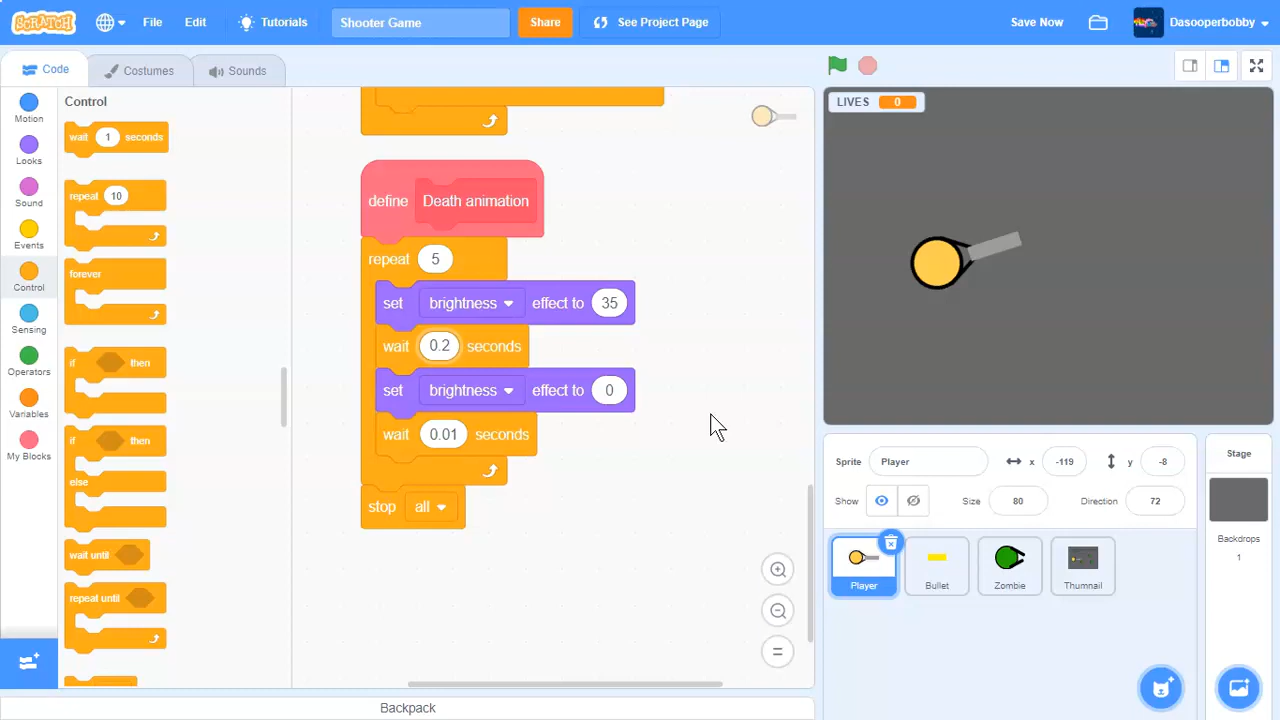 SCRATCH File Edit Tutorials Shooter Game Share See Project Page Save Now Dasooperbobby
Code Costumes Sounds
Motion
Looks
Sound
Events
Control
Sensing
Operators
Variables
My Blocks
Control
wait 1 seconds
repeat 10
forever
if then
if then
else
wait until
repeat until
define Death animation
repeat 5
set brightness effect to 35
wait 0.2 seconds
set brightness effect to 0
wait 0.01 seconds
stop all
Backpack
LIVES 0
Sprite Player x -119 y -8
Show Size 80 Direction 72
Player Bullet Zombie Thumnail
Stage
Backdrops
1